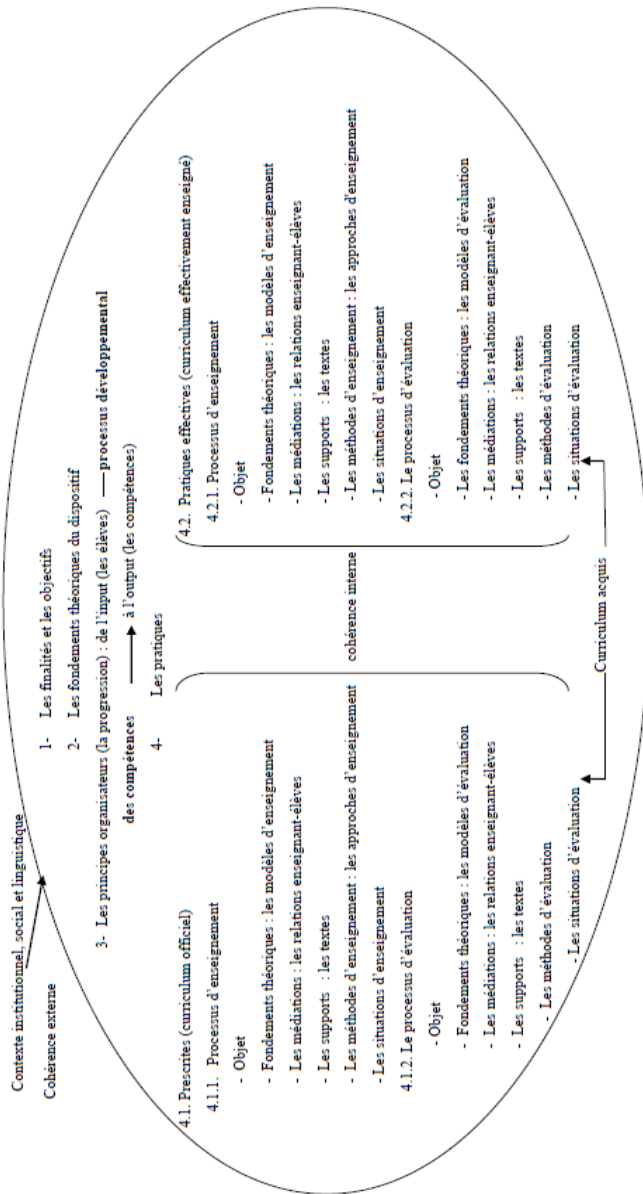 Contexte institutionnel, social et linguistique
Cohérence externe
1- Les finalités et les objectifs
2- Les fondements théoriques du dispositif
3- Les principes organisateurs (la progression) : de l'input (les élèves) processus développemental
des compétences à l'output (les compétences)
4- Les pratiques
4.1. Prescrites (curriculum officiel)
4.1.1. Processus d'enseignement
- Objet
- Fondements théoriques : les modèles d'enseignement
- Les médiations : les relations enseignant-élèves
- Les supports : les textes
- Les méthodes d'enseignement : les approches d'enseignement
- Les situations d'enseignement
4.1.2. Le processus d'évaluation
- Objet
- Fondements théoriques : les modèles d'évaluation
- Les médiations : les relations enseignant-élèves
- Les supports : les textes
- Les méthodes d'évaluation
- Les situations d'évaluation
cohérence interne
4.2. Pratiques effectives (curriculum effectivement enseigné)
4.2.1. Processus d'enseignement
- Objet
- Fondements théoriques : les modèles d'enseignement
- Les médiations : les relations enseignant-élèves
- Les supports : les textes
- Les méthodes d'enseignement : les approches d'enseignement
- Les situations d'enseignement
4.2.2. Le processus d'évaluation
- Objet
- Les fondements théoriques : les modèles d'évaluation
- Les médiations : les relations enseignant-élèves
- Les supports : les textes
- Les méthodes d'évaluation
- Les situations d'évaluation
Curriculum acquis